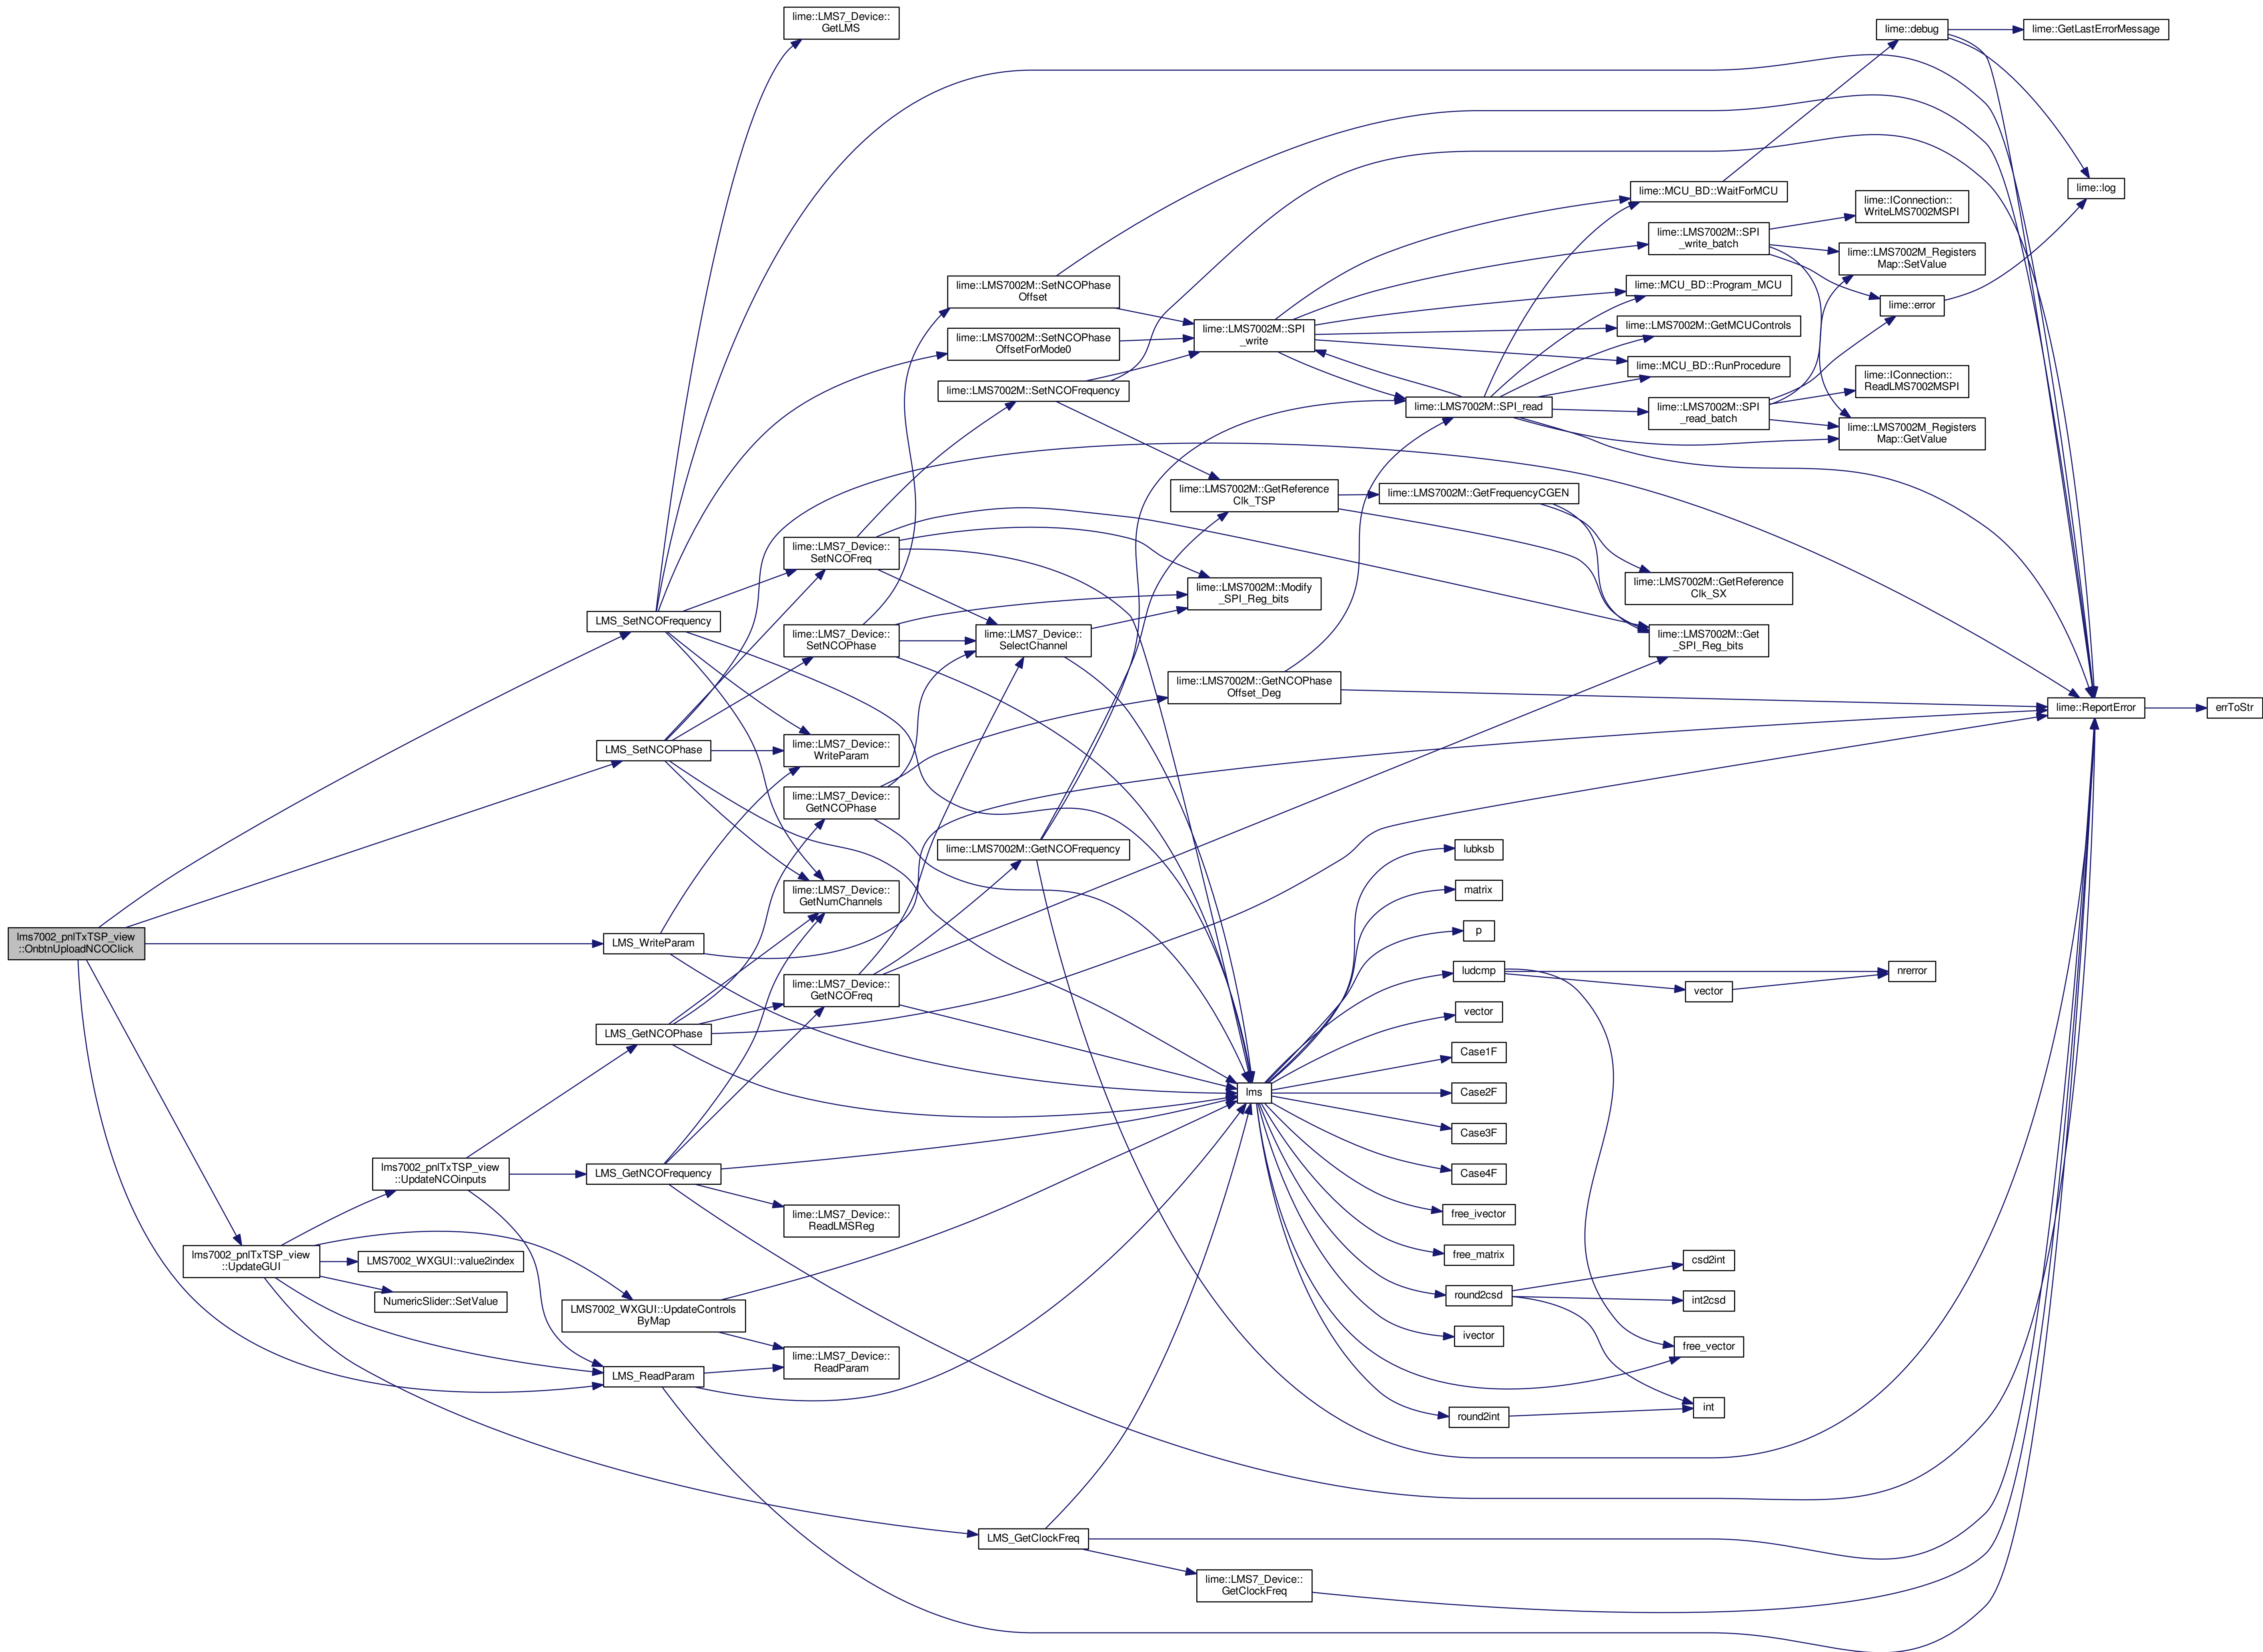 lime::LMS7_Device::
GetLMS
lime::debug
lime::GetLastErrorMessage
lime::log
lime::MCU_BD::WaitForMCU
lime::IConnection::
WriteLMS7002MSPI
lime::LMS7002M::SPI
_write_batch
lime::LMS7002M_Registers
Map::SetValue
lime::LMS7002M::SetNCOPhase
Offset
lime::MCU_BD::Program_MCU
lime::error
lime::LMS7002M::SPI
_write
lime::LMS7002M::GetMCUControls
lime::LMS7002M::SetNCOPhase
OffsetForMode0
lime::MCU_BD::RunProcedure
lime::IConnection::
ReadLMS7002MSPI
lime::LMS7002M::SetNCOFrequency
lime::LMS7002M::SPI_read
lime::LMS7002M::SPI
_read_batch
lime::LMS7002M_Registers
Map::GetValue
lime::LMS7002M::GetReference
Clk_TSP
lime::LMS7002M::GetFrequencyCGEN
lime::LMS7_Device::
SetNCOFreq
lime::LMS7002M::Modify
_SPI_Reg_bits
lime::LMS7002M::GetReference
Clk_SX
LMS_SetNCOFrequency
lime::LMS7_Device::
SetNCOPhase
lime::LMS7_Device::
SelectChannel
lime::LMS7002M::Get
_SPI_Reg_bits
lime::LMS7002M::GetNCOPhase
Offset_Deg
lime::ReportError
errToStr
LMS_SetNCOPhase
lime::LMS7_Device::
WriteParam
lime::LMS7_Device::
GetNCOPhase
lime::LMS7002M::GetNCOFrequency
lubksb
matrix
lime::LMS7_Device::
GetNumChannels
p
lms7002_pnlTxTSP_view
::OnbtnUploadNCOClick
LMS_WriteParam
ludcmp
nrerror
lime::LMS7_Device::
GetNCOFreq
vector
vector
LMS_GetNCOPhase
Case1F
lms
Case2F
Case3F
lms7002_pnlTxTSP_view
::UpdateNCOinputs
LMS_GetNCOFrequency
Case4F
lime::LMS7_Device::
ReadLMSReg
free_ivector
free_matrix
lms7002_pnlTxTSP_view
::UpdateGUI
LMS7002_WXGUI::value2index
csd2int
NumericSlider::SetValue
round2csd
int2csd
LMS7002_WXGUI::UpdateControls
ByMap
ivector
free_vector
lime::LMS7_Device::
ReadParam
LMS_ReadParam
round2int
int
LMS_GetClockFreq
lime::LMS7_Device::
GetClockFreq